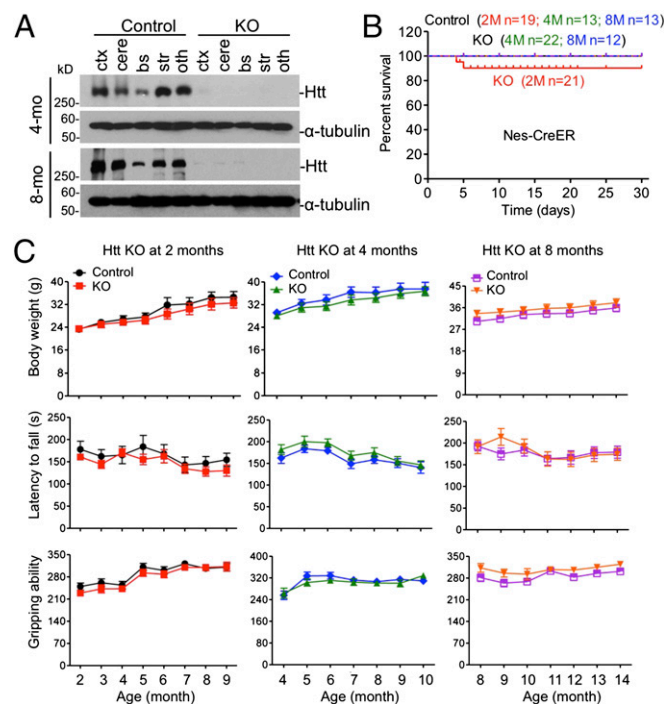 A
Control KO
ctx cere bs str oth ctx cere bs str oth
kD
4-mo
250- -Htt
60-
50- -α-tubulin
8-mo
250- -Htt
60-
50- -α-tubulin
B
Control (2M n=19; 4M n=13; 8M n=13)
KO (4M n=22; 8M n=12)
Percent survival
120
100
80
60
40
20
0
KO (2M n=21)
Nes-CreER
0 5 10 15 20 25 30
Time (days)
C
Htt KO at 2 months Htt KO at 4 months Htt KO at 8 months
Body weight (g)
40
32
24
16
8
0
Control
KO
40
32
24
16
8
0
Control
KO
45
36
27
18
9
0
Control
KO
Latency to fall (s)
250
200
150
100
50
0
250
200
150
100
50
0
250
200
150
100
50
0
Gripping ability
350
280
210
140
70
0
400
320
240
160
80
0
350
280
210
140
70
0
2 3 4 5 6 7 8 9
Age (month)
4 5 6 7 8 9 10
Age (month)
8 9 10 11 12 13 14
Age (month)